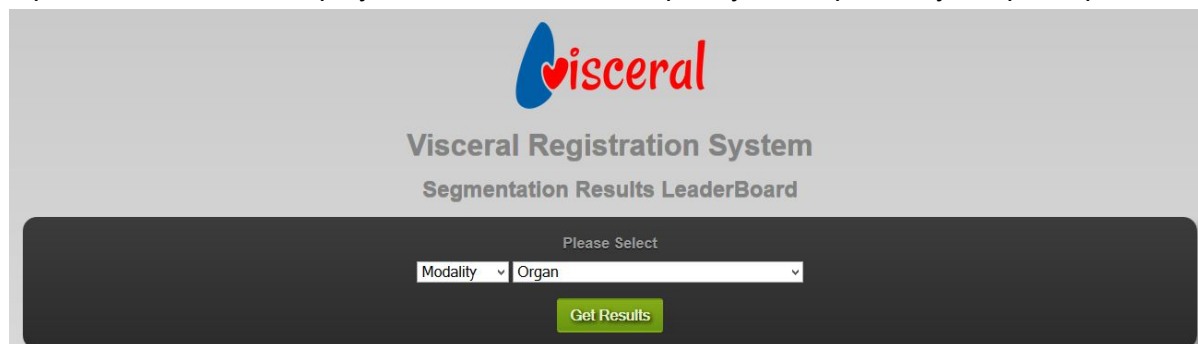 visceral
Visceral Registration System
Segmentation Results LeaderBoard
Please Select
Modality Organ
Get Results